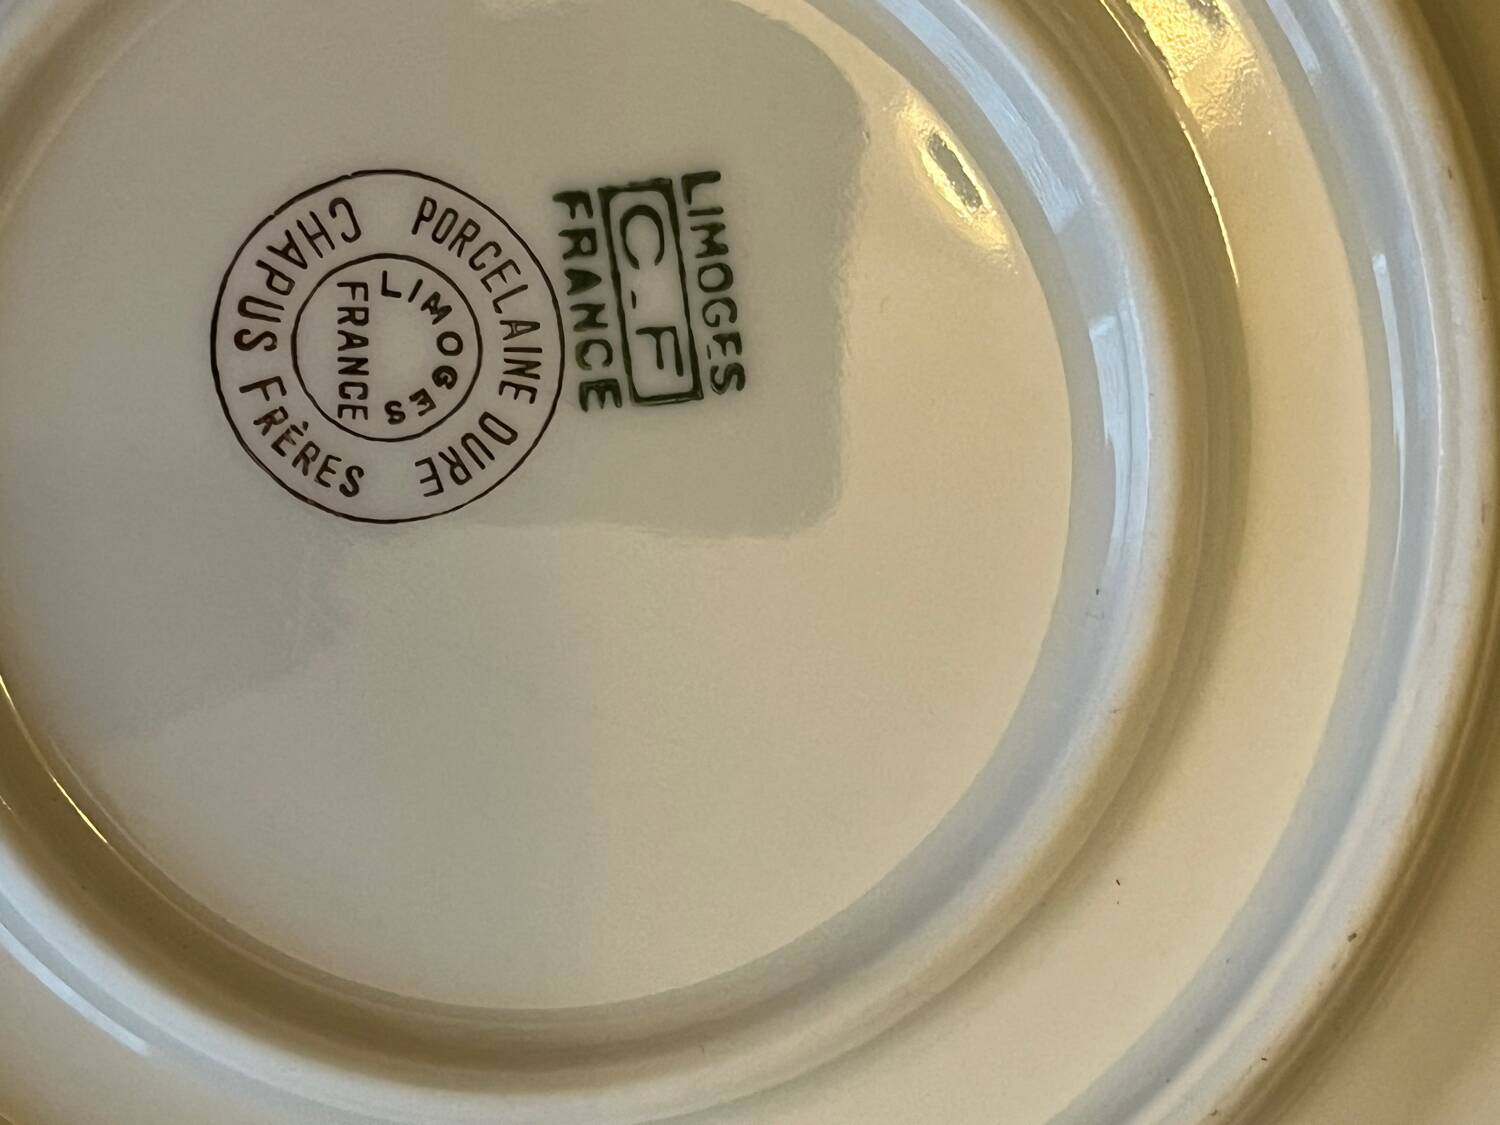 LIMOGES
C.F
FRANCE
PORCELAINE DURE
LIMOGES
FRANCE
CHAPUS FRÈRES